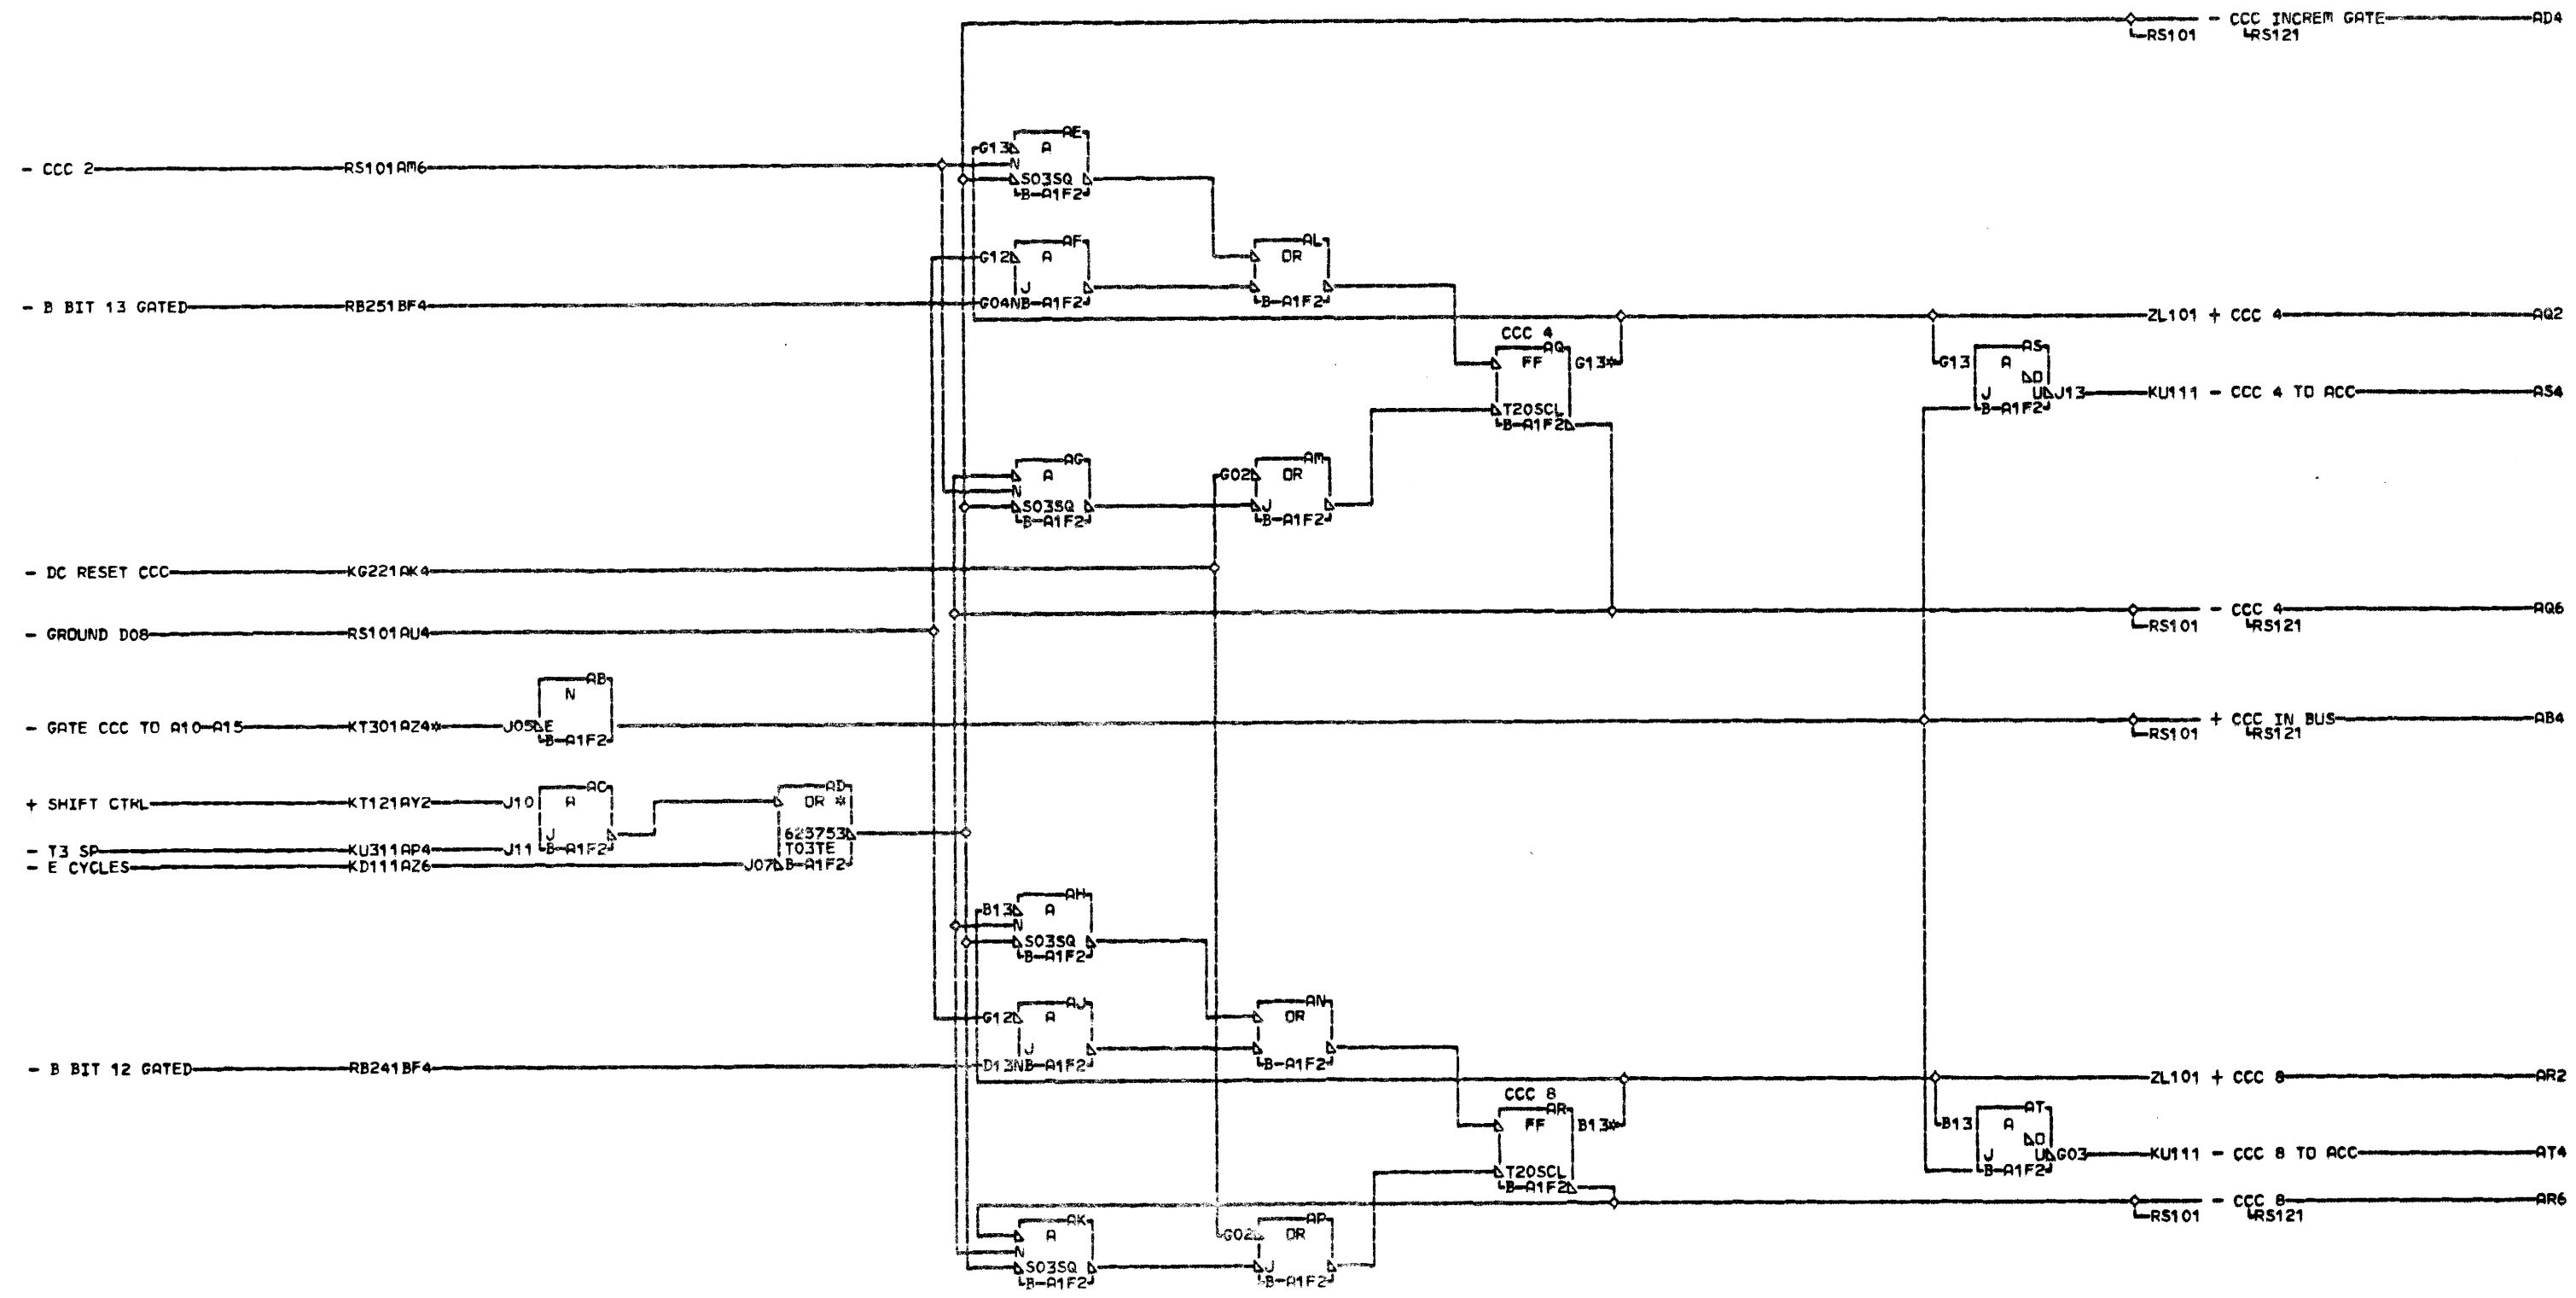 - CCC INCREM GATE AD4
RS101 RS121
AE
G13 A
- CCC 2 RS101AM6 N
S03SQ
B-A1F2
AF AL
G12 A OR
J
- B BIT 13 GATED RB251BF4 G04NB-A1F2 B-A1F2
ZL101 + CCC 4 AQ2
CCC 4
AQ AS
FF G13* G13 A
D
J U J13 KU111 - CCC 4 TO ACC AS4
T20SCL B-A1F2
B-A1F2
AG AM
A G02 OR
N
S03SQ J
B-A1F2 B-A1F2
- DC RESET CCC KG221AK4
- CCC 4 AQ6
RS101 RS121
- GROUND D08 RS101AU4
AB
N
- GATE CCC TO A10-A15 KT301AZ4* J05 E + CCC IN BUS AB4
B-A1F2 RS101 RS121
AC AD
+ SHIFT CTRL KT121AY2 J10 A OR *
J 623753
- T3 SP KU311AP4 J11 B-A1F2 T03TE
- E CYCLES KD111AZ6 J07 B-A1F2
AH
B13 A
N
S03SQ
B-A1F2
AJ AN
G12 A OR
J
- B BIT 12 GATED RB241BF4 D13NB-A1F2 B-A1F2
ZL101 + CCC 8 AR2
CCC 8
AR AT
FF B13* B13 A
D
J U G03 KU111 - CCC 8 TO ACC AT4
T20SCL B-A1F2
B-A1F2
- CCC 8 AR6
RS101 RS121
AK AP
A G02 OR
N
S03SQ J
B-A1F2 B-A1F2